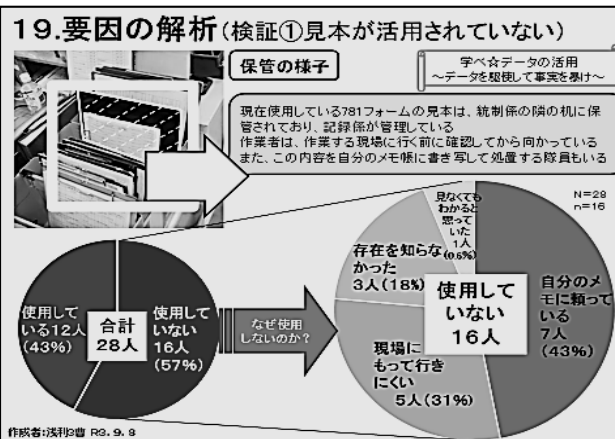 19.要因の解析(検証①見本が活用されていない)
保管の様子
学べ☆データの活用
～データを駆使して事実を暴け～
現在使用している781フォームの見本は、統制係の隣の机に保
管されており、記録係が管理している
作業者は、作業する現場に行く前に確認してから向かっている
また、この内容を自分のメモ帳に書き写して処置する隊員もいる
N=28
n=16
使用して
いる12人
(43%)
合計
28人
使用して
いない
16人
(57%)
なぜ使用
しないのか?
見なくても
わかると
思って
いた
1人
(0.6%)
存在を知らな
かった
3人(18%)
使用して
いない
16人
自分のメ
モに頼って
いる
7人
(43%)
現場に
もって行き
にくい
5人(31%)
作成者:浅利3曹 R3.9.8